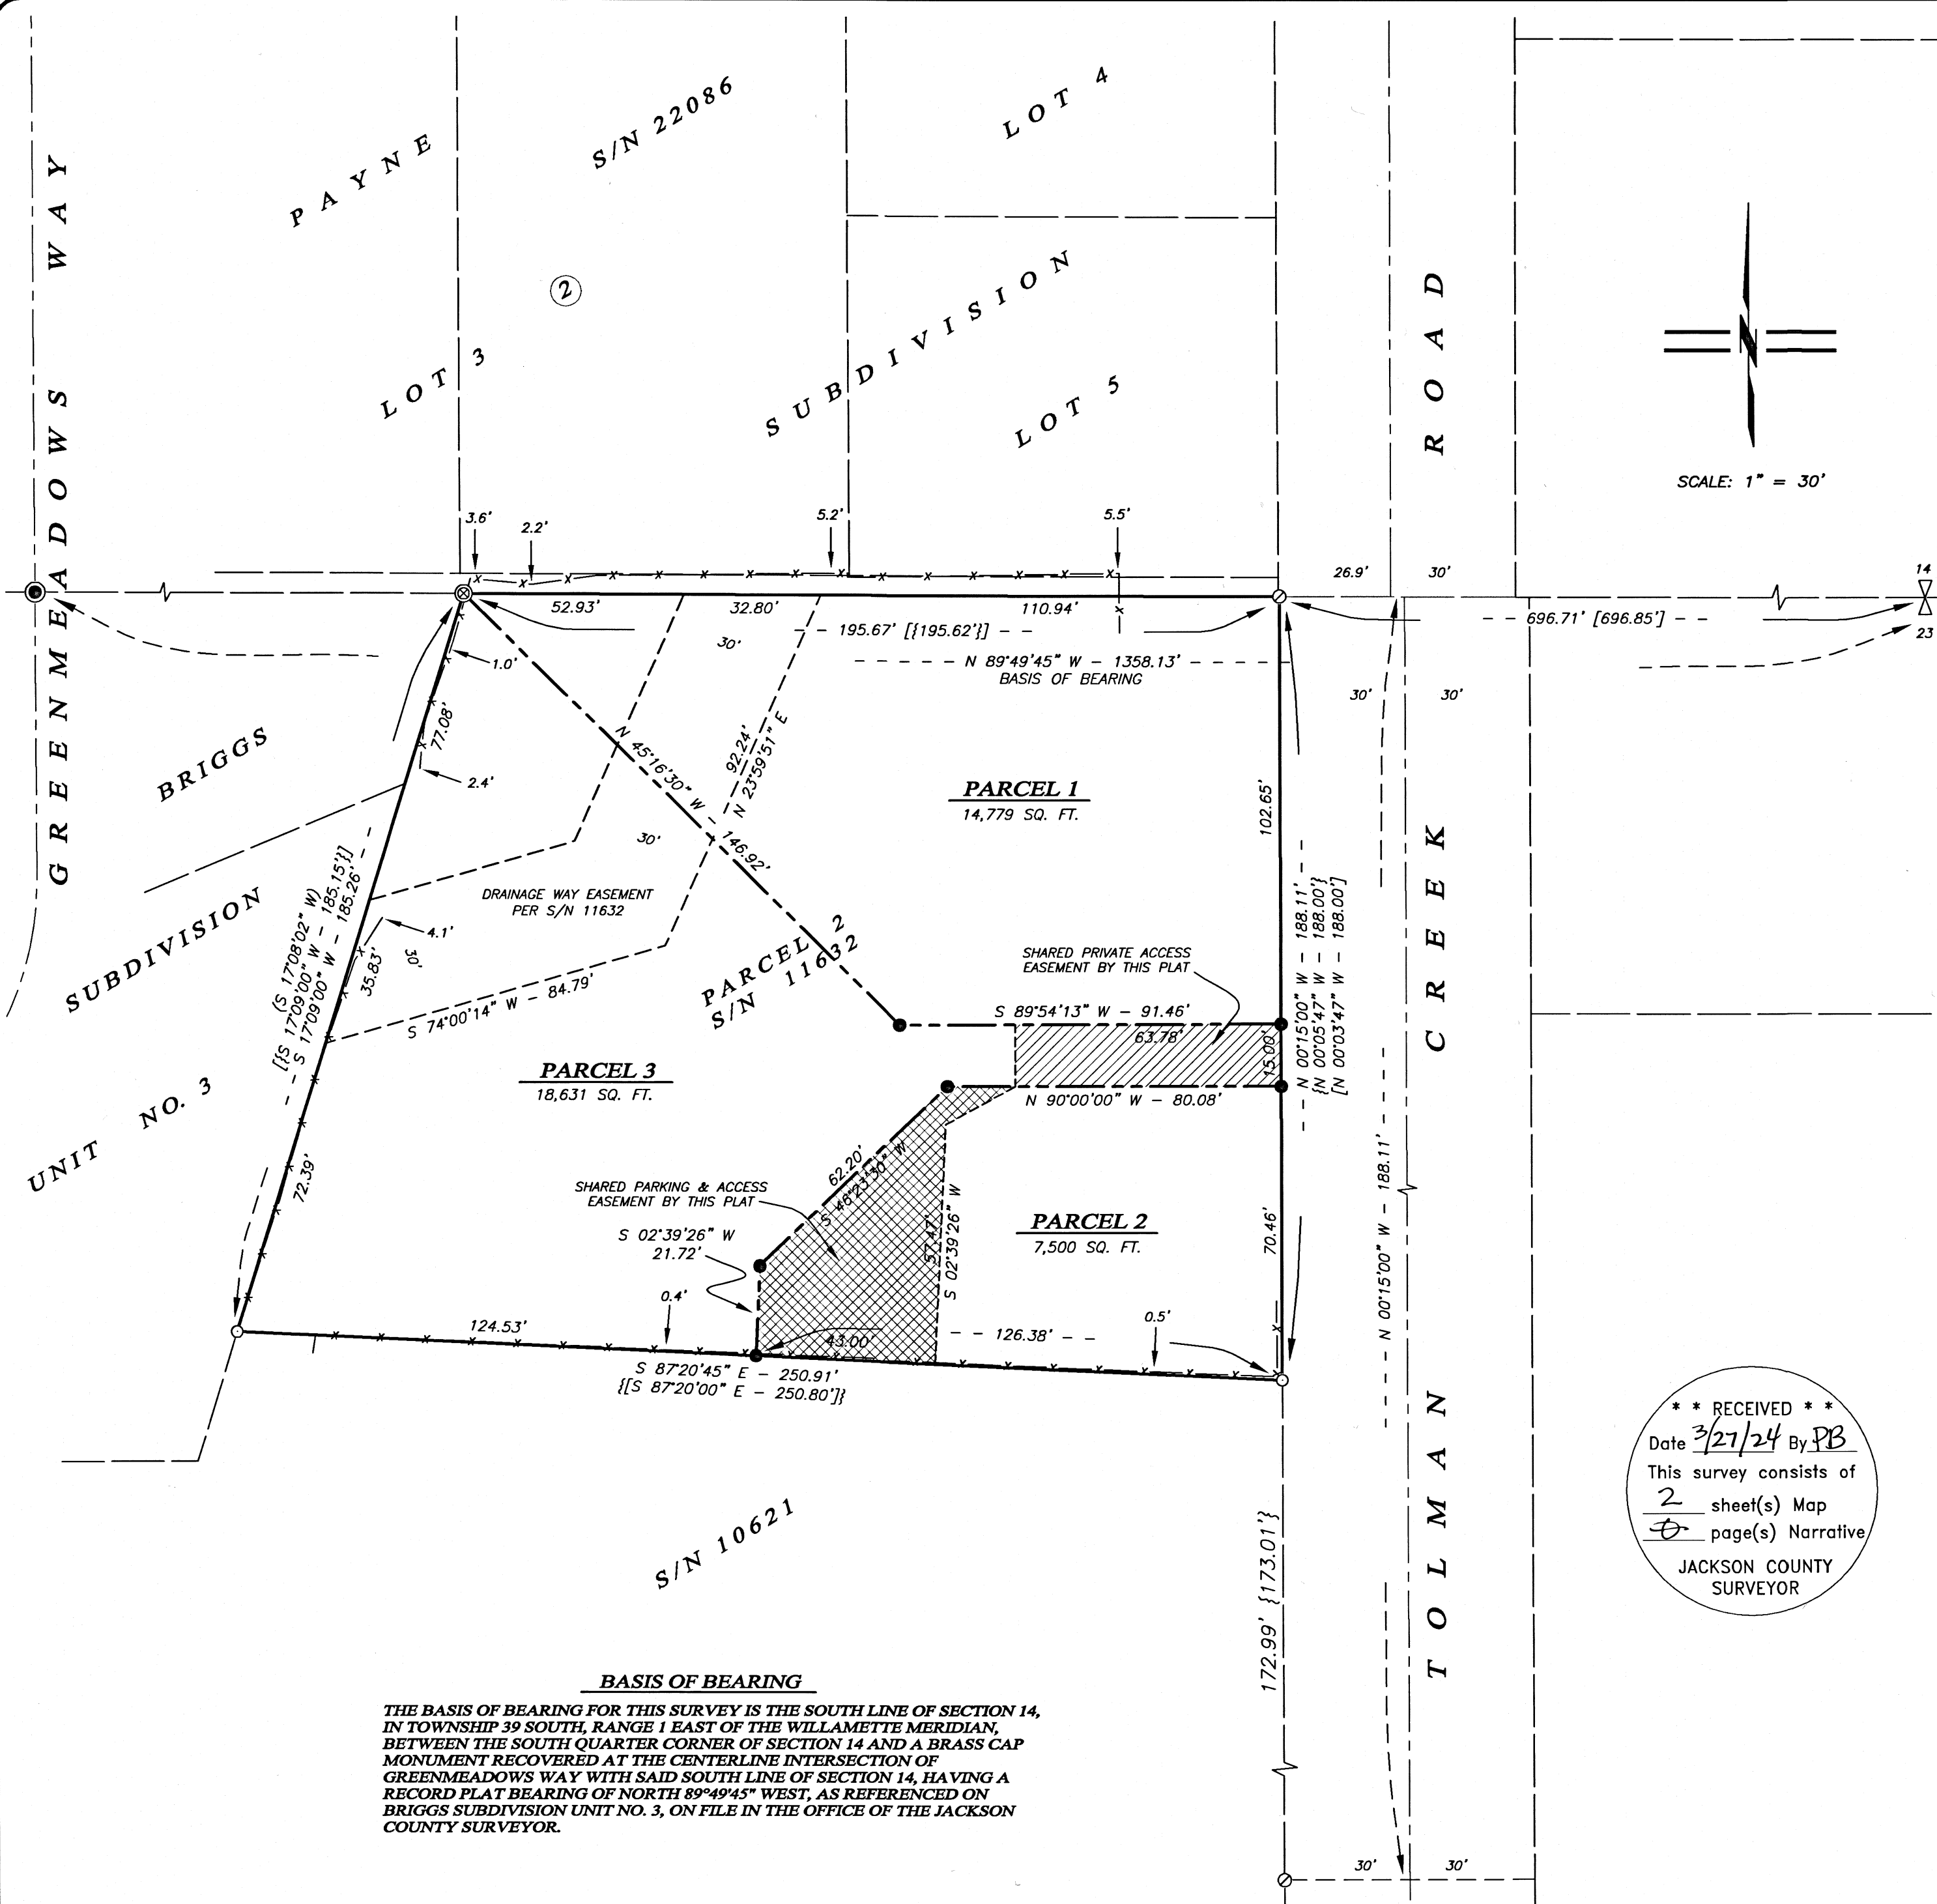 GREENMEADOWS WAY
PAYNE
S/N 22086
LOT 4
2
LOT 3
SUBDIVISION
LOT 5
ROAD
SCALE: 1" = 30'
3.6'
2.2'
5.2'
5.5'
26.9'
30'
14
23
52.93'
32.80'
110.94'
- - 195.67' [{195.62'}] - -
- - - - - N 89°49'45" W - 1358.13' - - - - -
BASIS OF BEARING
- - 696.71' [696.85'] - -
30'
30'
30'
1.0'
77.08'
2.4'
BRIGGS
SUBDIVISION
UNIT NO. 3
N 45°16'30" W - 146.92'
92.24'
N 23°59'51" E
30'
PARCEL 1
14,779 SQ. FT.
102.65'
DRAINAGE WAY EASEMENT
PER S/N 11632
(S 17°08'02" W)
[{S 17°09'00" W - 185.15'}]
- - S 17°09'00" W - 185.26' - -
4.1'
35.83'
30'
S 74°00'14" W - 84.79'
PARCEL 2
S/N 11632
SHARED PRIVATE ACCESS
EASEMENT BY THIS PLAT
S 89°54'13" W - 91.46'
63.78'
15.00'
N 90°00'00" W - 80.08'
- - N 00°15'00" W - 188.11' - -
{N 00°05'47" W - 188.00'}
[N 00°03'47" W - 188.00']
CREEK
PARCEL 3
18,631 SQ. FT.
72.39'
SHARED PARKING & ACCESS
EASEMENT BY THIS PLAT
62.20'
S 46°23'30" W
S 02°39'26" W
21.72'
57.47'
S 02°39'26" W
PARCEL 2
7,500 SQ. FT.
70.46'
- - - - N 00°15'00" W - 188.11' - - - -
0.4'
124.53'
43.00'
- - 126.38' - -
0.5'
S 87°20'45" E - 250.91'
{[S 87°20'00" E - 250.80']}
TOLMAN
S/N 10621
172.99' {173.01'}
* * RECEIVED * *
Date 3/27/24 By PB
This survey consists of
2 sheet(s) Map
0 page(s) Narrative
JACKSON COUNTY
SURVEYOR
BASIS OF BEARING
THE BASIS OF BEARING FOR THIS SURVEY IS THE SOUTH LINE OF SECTION 14,
IN TOWNSHIP 39 SOUTH, RANGE 1 EAST OF THE WILLAMETTE MERIDIAN,
BETWEEN THE SOUTH QUARTER CORNER OF SECTION 14 AND A BRASS CAP
MONUMENT RECOVERED AT THE CENTERLINE INTERSECTION OF
GREENMEADOWS WAY WITH SAID SOUTH LINE OF SECTION 14, HAVING A
RECORD PLAT BEARING OF NORTH 89°49'45" WEST, AS REFERENCED ON
BRIGGS SUBDIVISION UNIT NO. 3, ON FILE IN THE OFFICE OF THE JACKSON
COUNTY SURVEYOR.
30'
30'